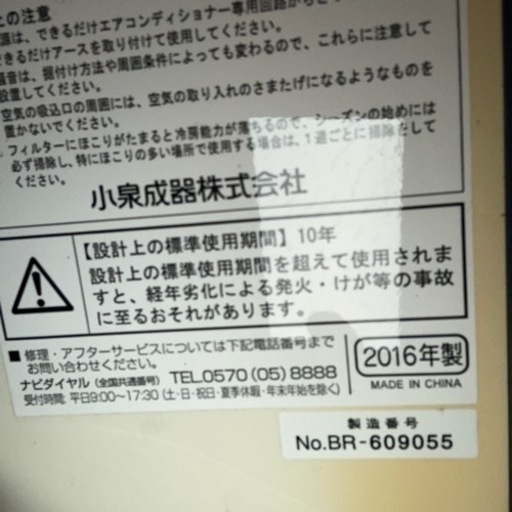 上の注意
源は、できるだけエアコンディショナー専用回路から
できるだけアースを取り付けて使用してください。
騒音は、据付け方法や周囲条件によっても変わるので、これらに注意して
設置してください。
空気の吸込口の周囲には、空気の取り入れのさまたげになるようなものを
置かないでください。
フィルターにほこりがたまると冷房能力が落ちるので、シーズンの始めには
必ず掃除し、特にほこりの多い場所で使用する場合は、1週ごとに掃除して
ください。
小泉成器株式会社
【設計上の標準使用期間】10年
設計上の標準使用期間を超えて使用されま
すと、経年劣化による発火・けが等の事故
に至るおそれがあります。
■修理・アフターサービスについては下記電話番号まで
お問い合わせください。
ナビダイヤル(全国共通番号) TEL0570(05)8888
受付時間:平日9:00~17:30(土・日・祝日・夏季休暇・年末年始を除く)
2016年製
MADE IN CHINA
製造番号
No.BR-609055